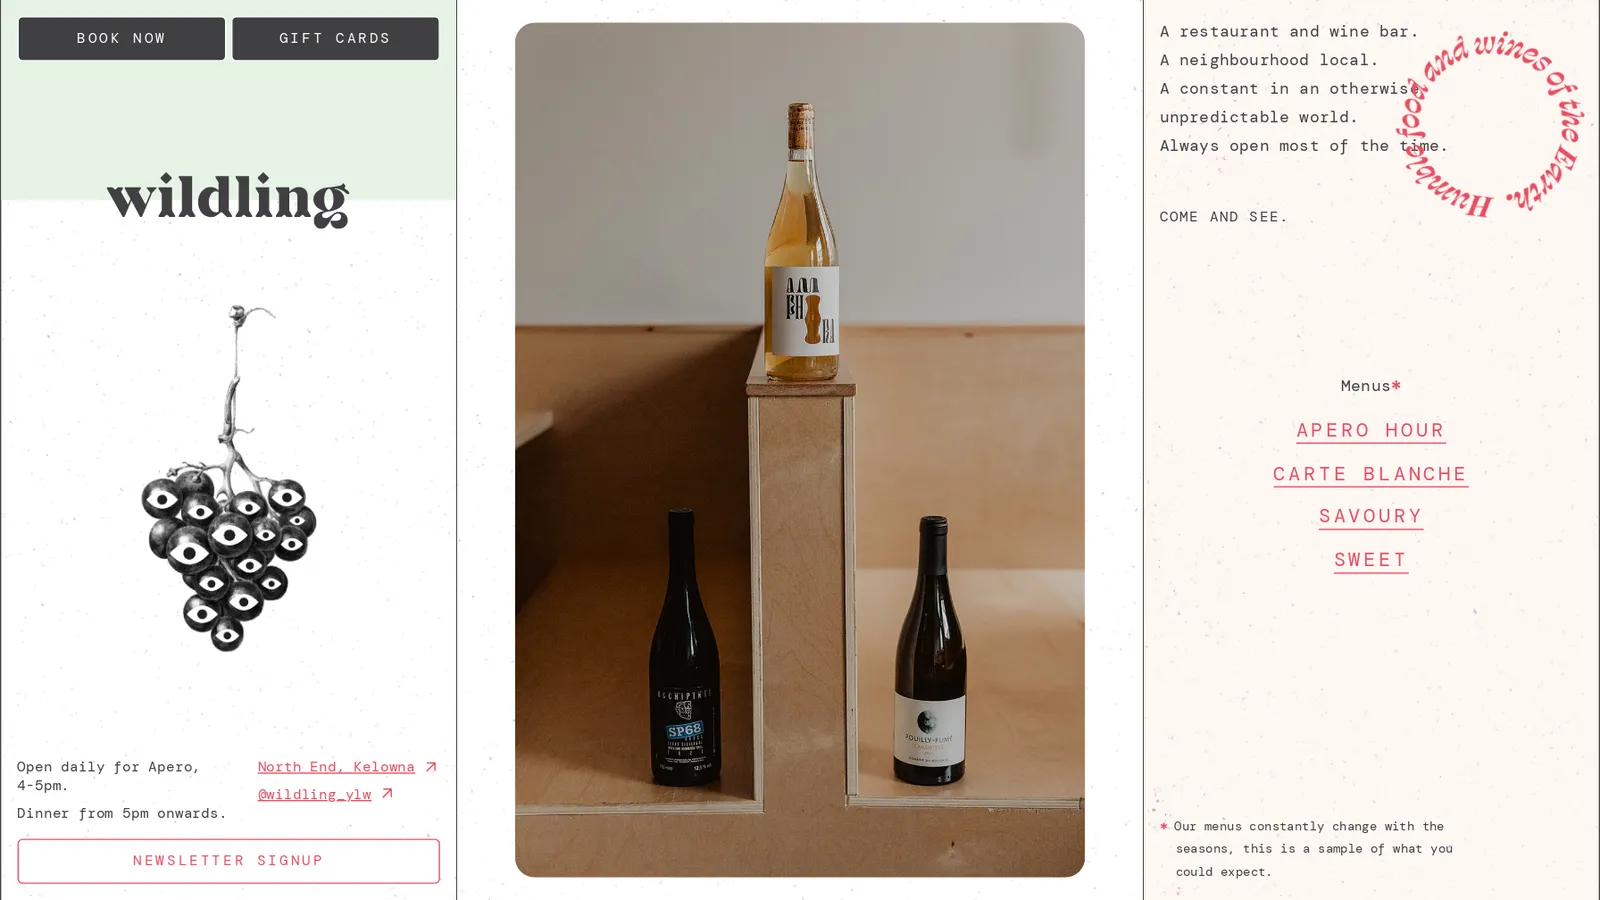 BOOK NOW
GIFT CARDS
wildling
Open daily for Apero,
4-5pm.
Dinner from 5pm onwards.
North End, Kelowna
@wildling_ylw
NEWSLETTER SIGNUP
SP68
POUILLY-FUMÉ
A restaurant and wine bar.
A neighbourhood local.
A constant in an otherwise
unpredictable world.
Always open most of the time.
COME AND SEE.
Humble food and wines of the Earth.
Menus*
APERO HOUR
CARTE BLANCHE
SAVOURY
SWEET
* Our menus constantly change with the
seasons, this is a sample of what you
could expect.